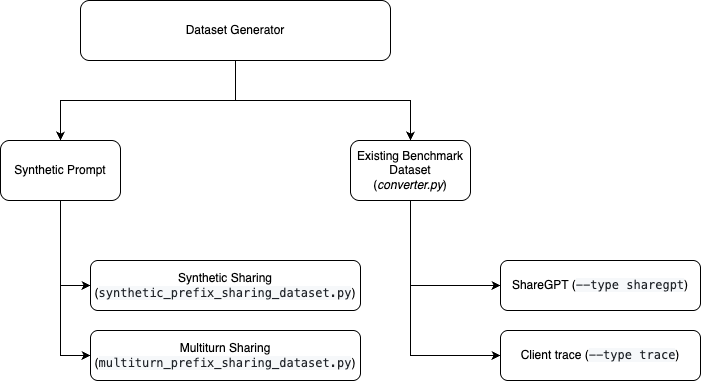 Dataset Generator
Synthetic Prompt
Existing Benchmark
Dataset
(converter.py)
Synthetic Sharing
(synthetic_prefix_sharing_dataset.py)
Multiturn Sharing
(multiturn_prefix_sharing_dataset.py)
ShareGPT (--type sharegpt)
Client trace (--type trace)